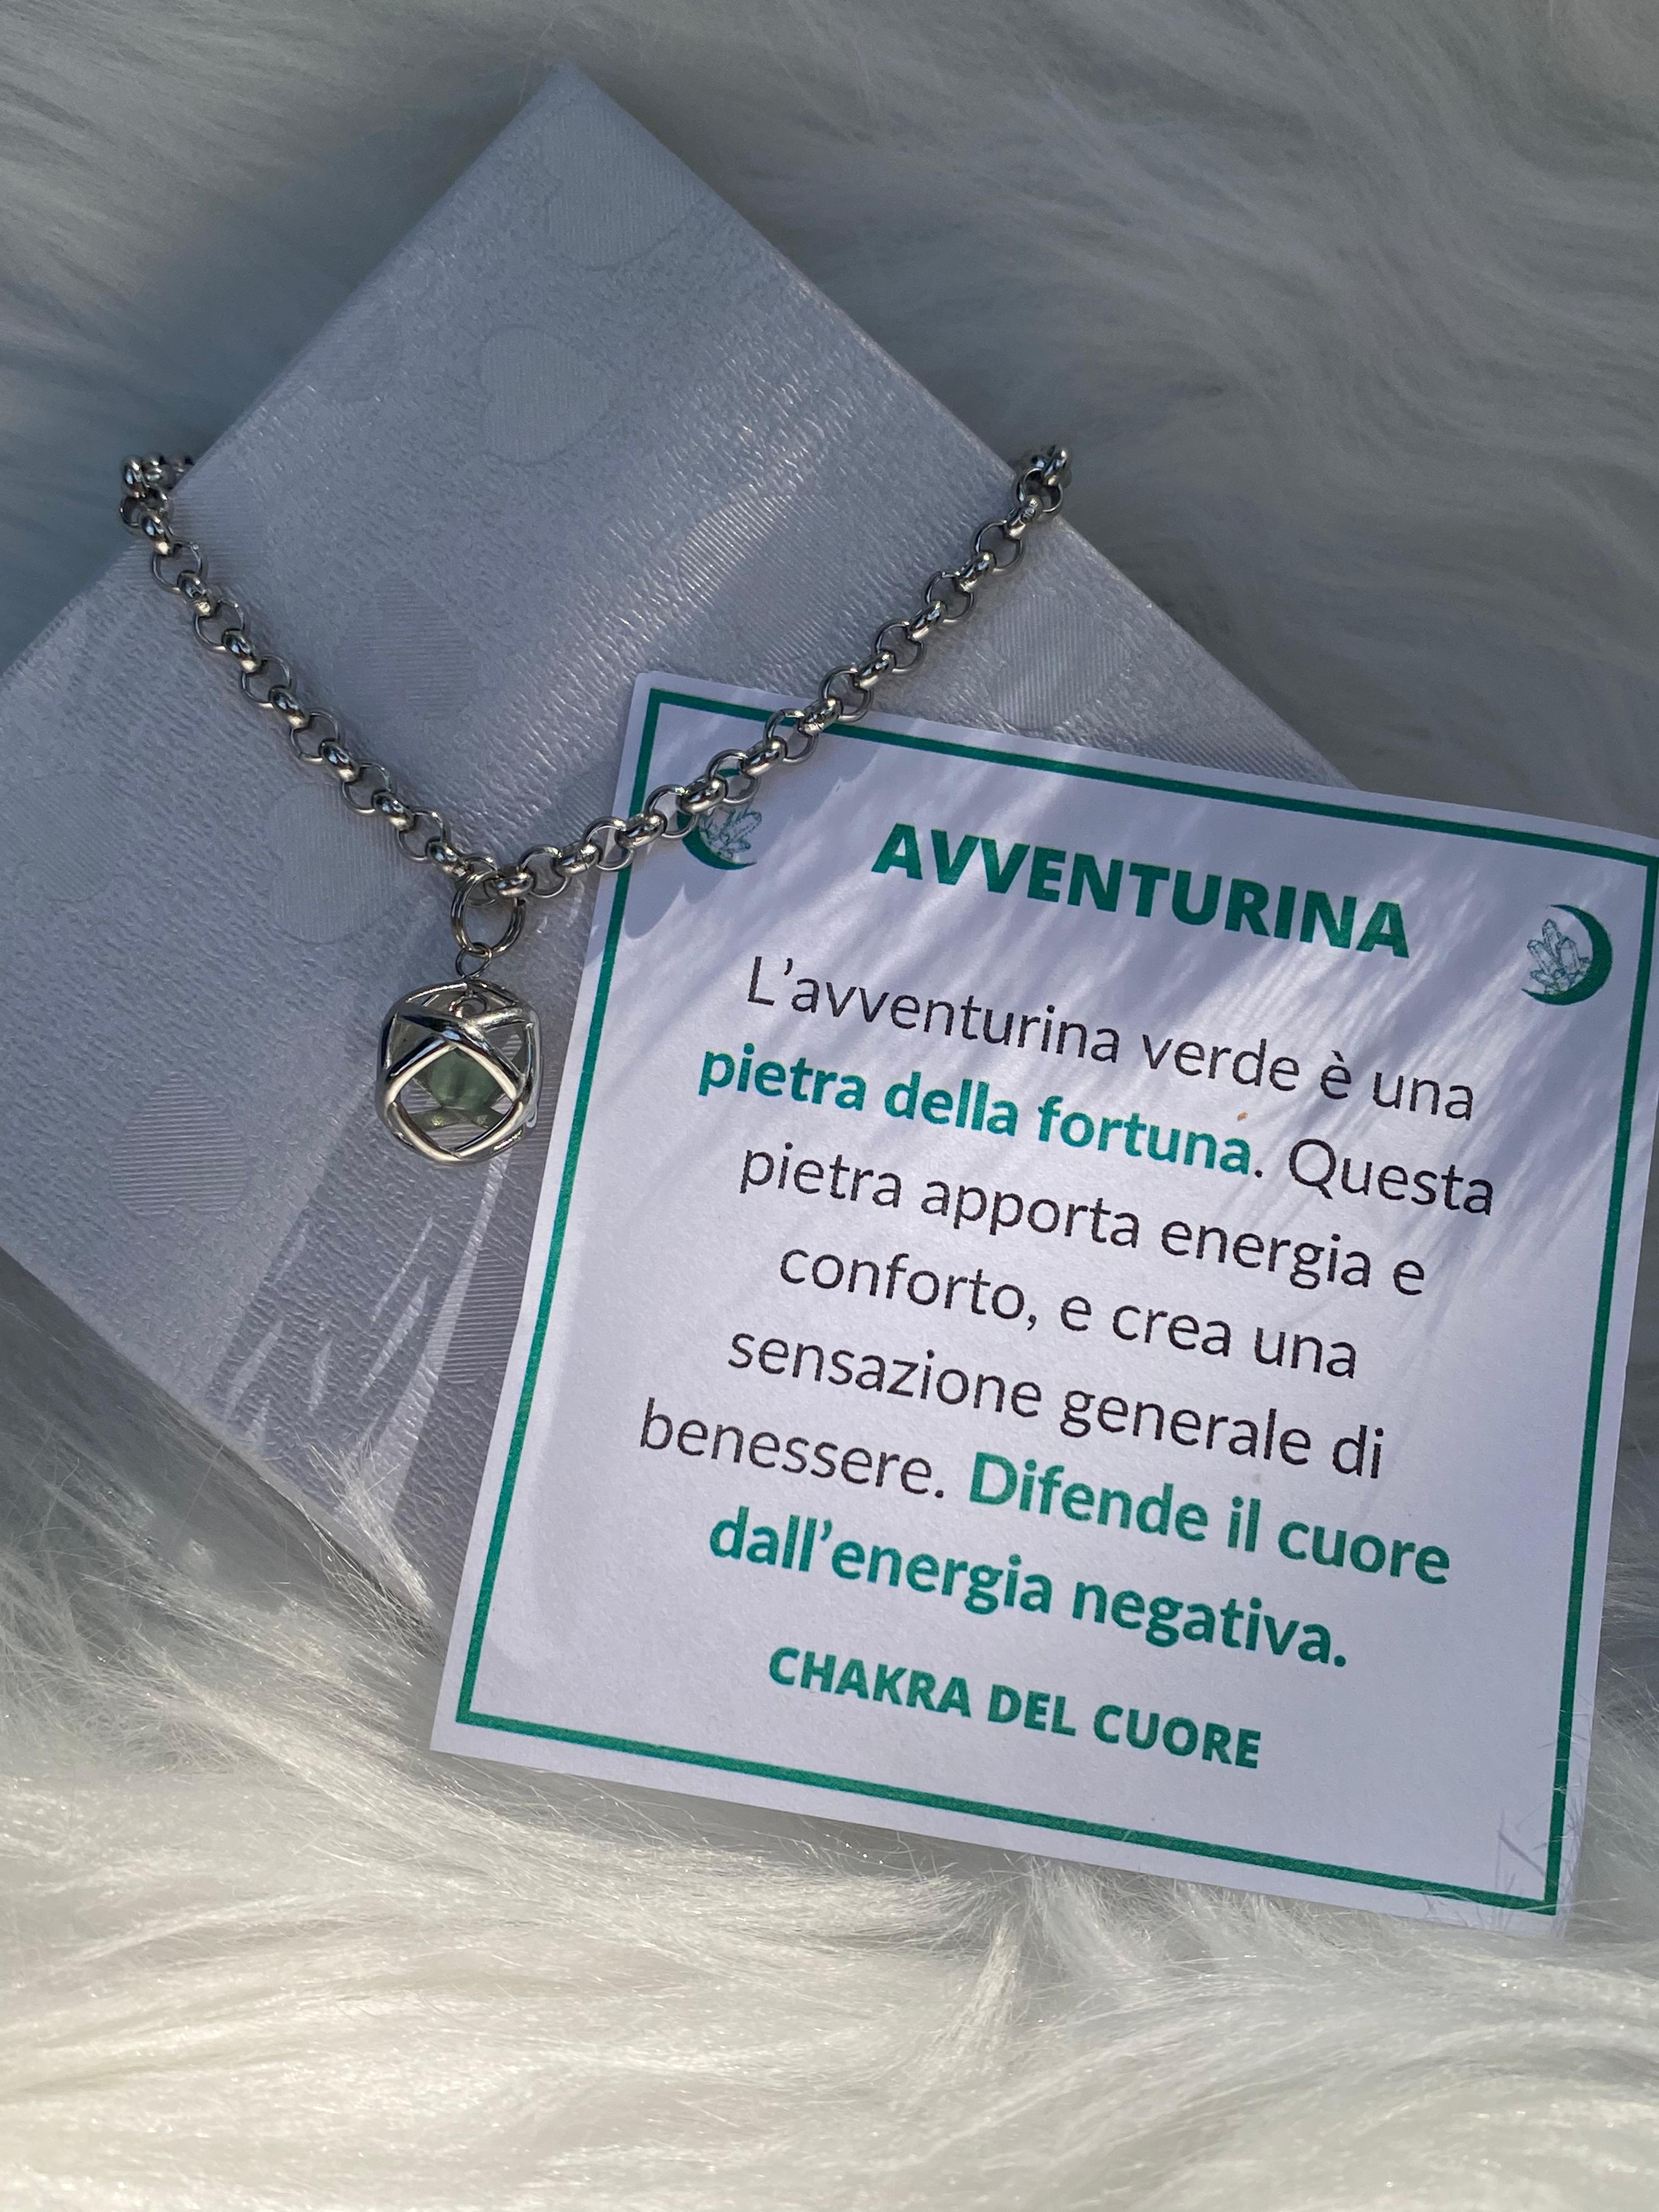 AVVENTURINA
L'avventurina verde è una
pietra della fortuna. Questa
pietra apporta energia e
conforto, e crea una
sensazione generale di
benessere. Difende il cuore
dall'energia negativa.
CHAKRA DEL CUORE